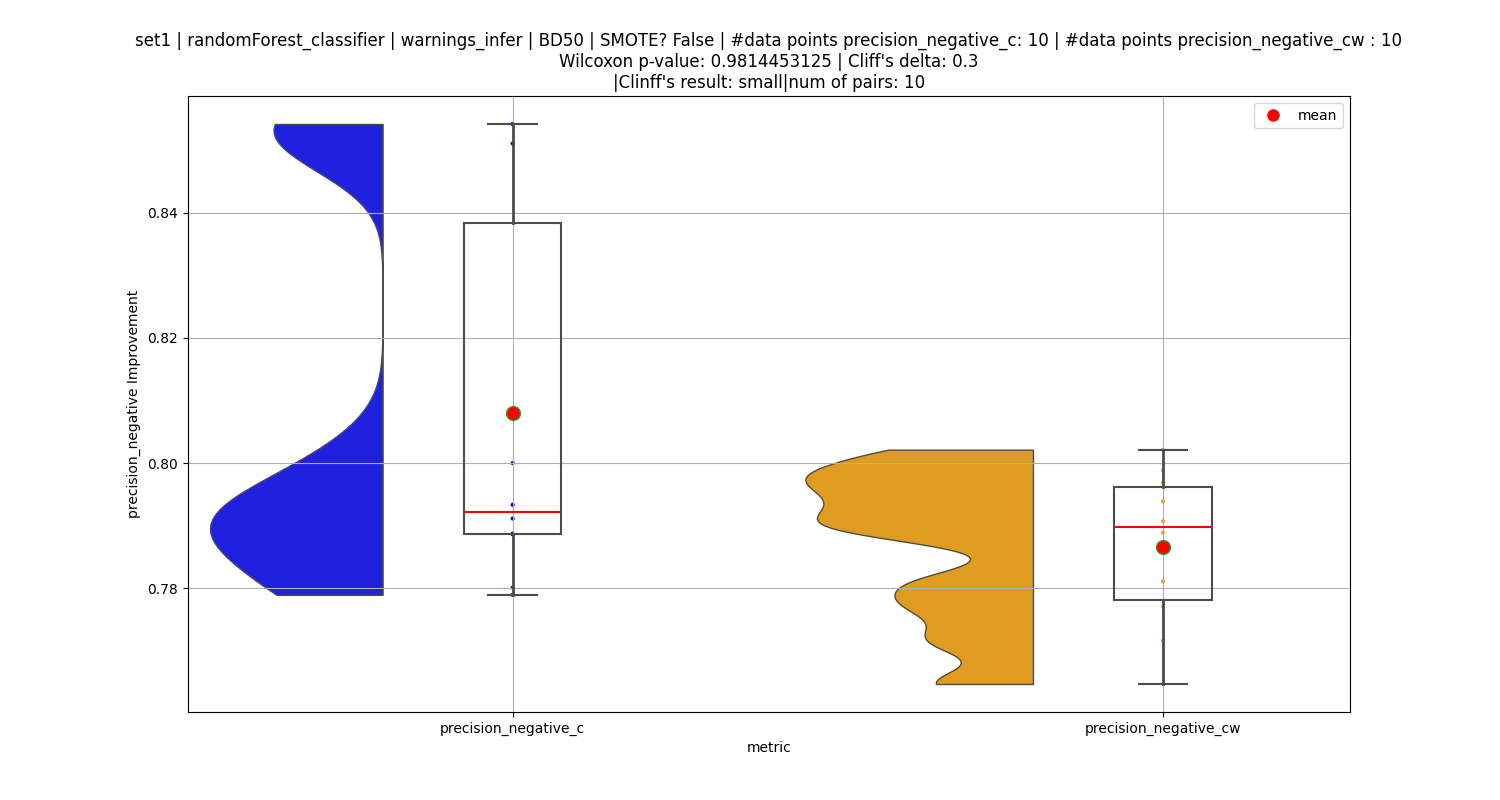 set1 | randomForest_classifier | warnings_infer | BD50 | SMOTE? False | #data points precision_negative_c: 10 | #data points precision_negative_cw : 10
Wilcoxon p-value: 0.9814453125 | Cliff's delta: 0.3
|Clinff's result: small|num of pairs: 10
mean
precision_negative Improvement
0.84
0.82
0.80
0.78
precision_negative_c
precision_negative_cw
metric